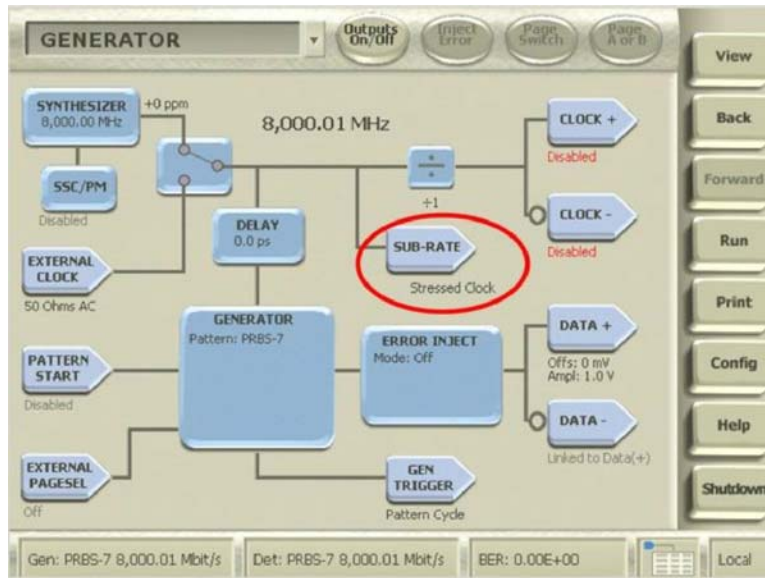 GENERATOR
Outputs
On/Off
Inject
Error
Page
Switch
Page
A or B
View
SYNTHESIZER
8,000.00 MHz
+0 ppm
8,000.01 MHz
CLOCK +
Disabled
Back
SSC/PM
Disabled
÷
÷1
Forward
DELAY
0.0 ps
SUB-RATE
Stressed Clock
CLOCK -
Disabled
Run
EXTERNAL
CLOCK
50 Ohms AC
Print
GENERATOR
Pattern: PRBS-7
ERROR INJECT
Mode: Off
DATA +
Offs: 0 mV
Ampl: 1.0 V
Config
PATTERN
START
Disabled
DATA -
Linked to Data(+)
Help
EXTERNAL
PAGESEL
Off
GEN
TRIGGER
Pattern Cycle
Shutdown
Gen: PRBS-7 8,000.01 Mbit/s
Det: PRBS-7 8,000.01 Mbit/s
BER: 0.00E+00
Local